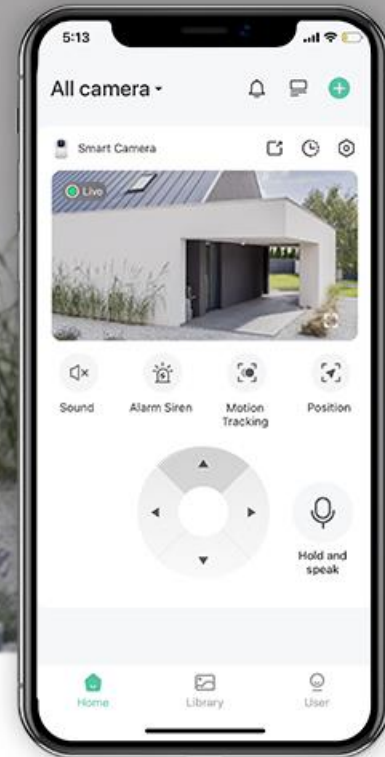 5:13
All camera
Smart Camera
Live
Sound
Alarm Siren
Motion
Tracking
Position
Hold and
speak
Home
Library
User